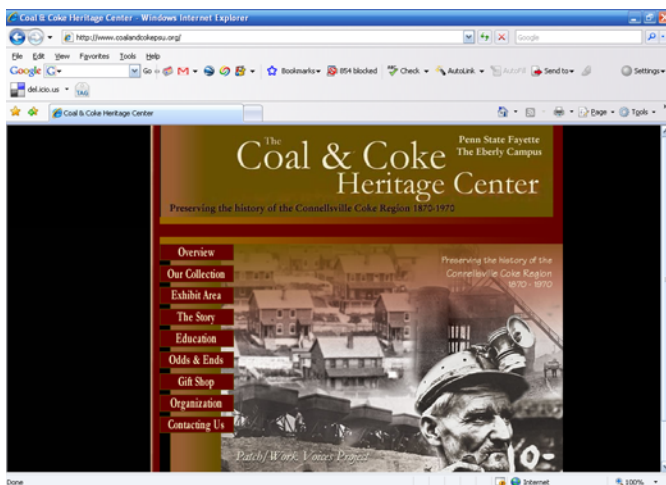 Coal & Coke Heritage Center - Windows Internet Explorer
http://www.coalandcokepsu.org/
Google
File Edit View Favorites Tools Help
Google G Go M Bookmarks 854 blocked Check AutoLink AutoFill Send to Settings
del.icio.us TAG
Coal & Coke Heritage Center Page Tools
The
Coal & Coke
Heritage Center
Penn State Fayette
The Eberly Campus
Preserving the history of the Connellsville Coke Region 1870-1970
Overview
Our Collection
Exhibit Area
The Story
Education
Odds & Ends
Gift Shop
Organization
Contacting Us
Preserving the history of the
Connellsville Coke Region
1870 - 1970
Patch/Work Voices Project
Done Internet 100%